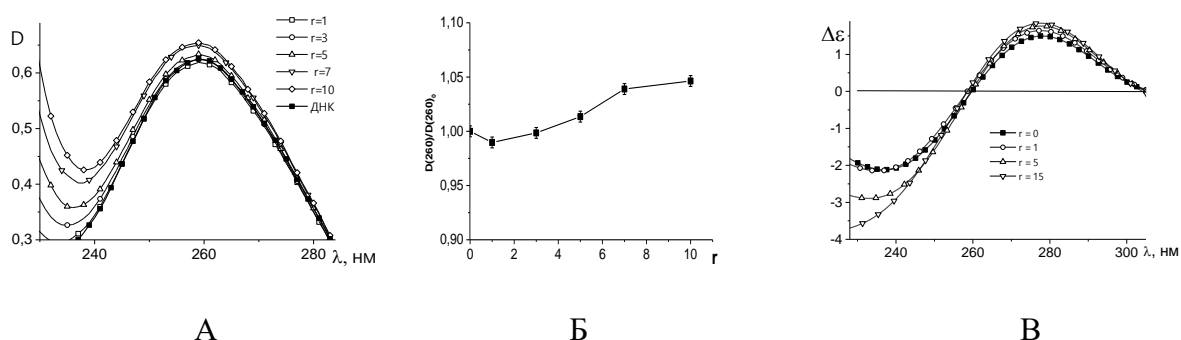 D
0,6
0,5
0,4
0,3
240
260
280
λ, нм
r=1
r=3
r=5
r=7
r=10
ДНК
А
D(260)/D(260)₀
1,10
1,05
1,00
0,95
0,90
0
2
4
6
8
10
r
Б
Δε
1
0
-1
-2
-3
-4
240
260
280
300
λ, нм
r = 0
r = 1
r = 5
r = 15
В